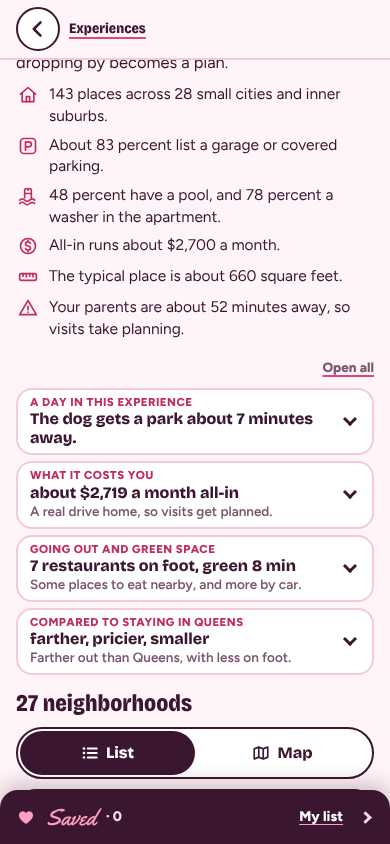 Experiences
dropping by becomes a plan.
143 places across 28 small cities and inner
suburbs.
About 83 percent list a garage or covered
parking.
48 percent have a pool, and 78 percent a
washer in the apartment.
All-in runs about $2,700 a month.
The typical place is about 660 square feet.
Your parents are about 52 minutes away, so
visits take planning.
Open all
A DAY IN THIS EXPERIENCE
The dog gets a park about 7 minutes
away.
WHAT IT COSTS YOU
about $2,719 a month all-in
A real drive home, so visits get planned.
GOING OUT AND GREEN SPACE
7 restaurants on foot, green 8 min
Some places to eat nearby, and more by car.
COMPARED TO STAYING IN QUEENS
farther, pricier, smaller
Farther out than Queens, with less on foot.
27 neighborhoods
List Map
Saved · 0 My list